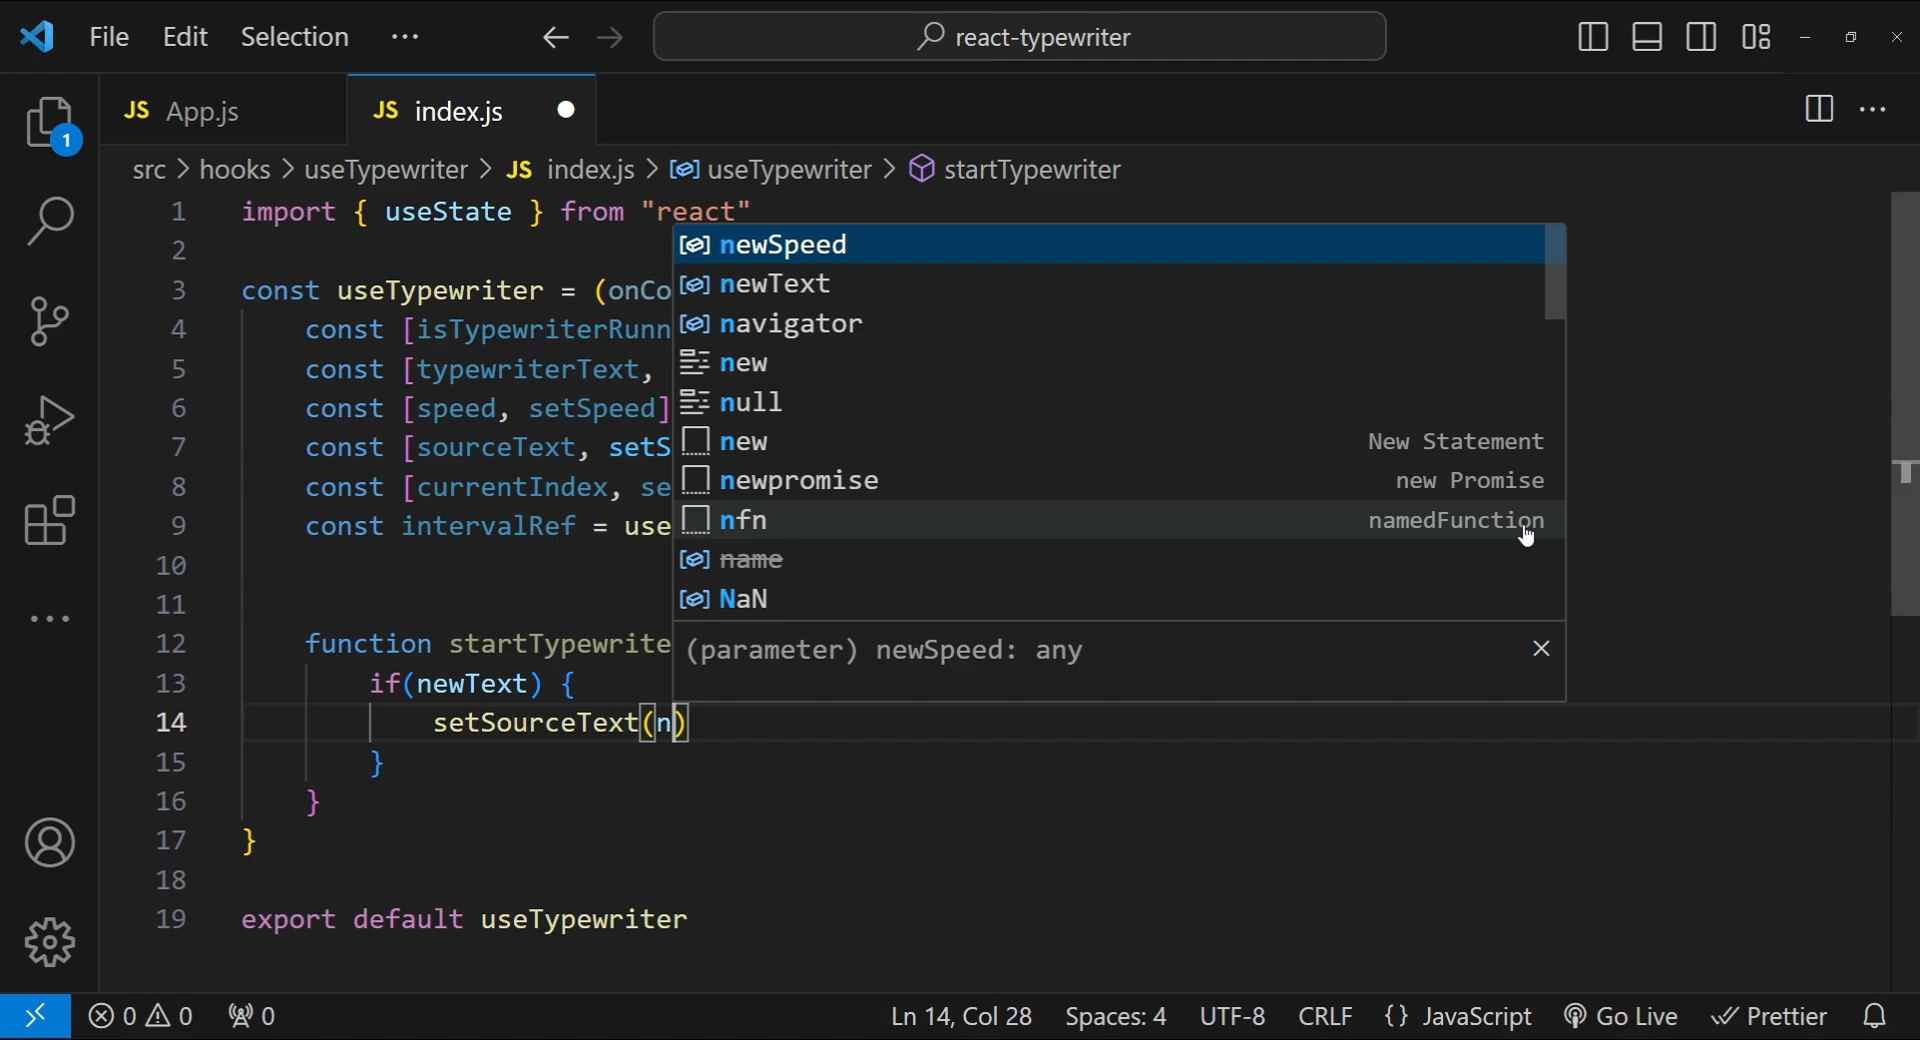 File Edit Selection ··· react-typewriter
JS App.js JS index.js
1
src > hooks > useTypewriter > JS index.js > useTypewriter > startTypewriter
1 import { useState } from "react"
2
3 const useTypewriter = (onCo
4 const [isTypewriterRunn
5 const [typewriterText,
6 const [speed, setSpeed]
7 const [sourceText, setS
8 const [currentIndex, se
9 const intervalRef = use
10
11
12 function startTypewrite
13 if(newText) {
14 setSourceText(n)
15 }
16 }
17 }
18
19 export default useTypewriter
newSpeed
newText
navigator
new
null
new New Statement
newpromise new Promise
nfn namedFunction
name
NaN
(parameter) newSpeed: any
0 0 0 Ln 14, Col 28 Spaces: 4 UTF-8 CRLF {} JavaScript Go Live Prettier